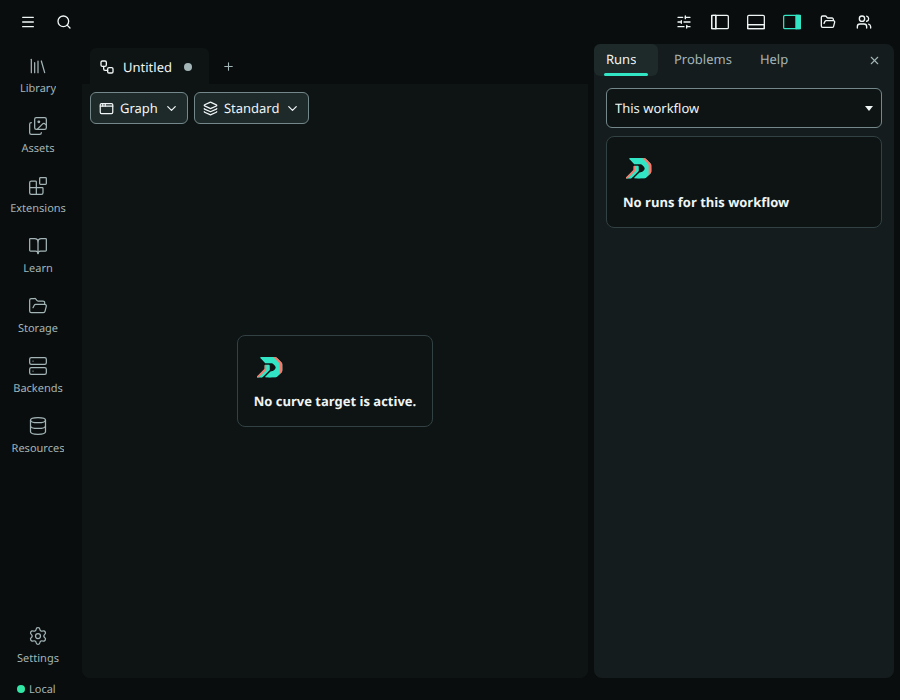 Library
Assets
Extensions
Learn
Storage
Backends
Resources
Settings
Local
Untitled
Graph
Standard
No curve target is active.
Runs
Problems
Help
This workflow
No runs for this workflow